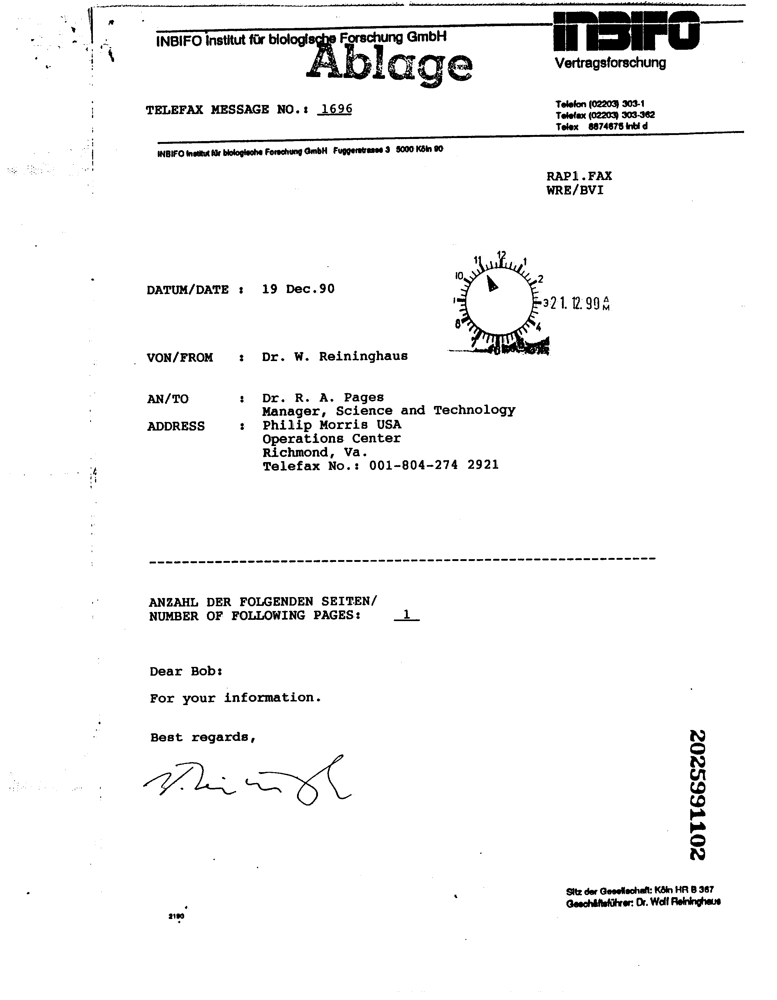 INBIFO Institut für biologische Forschung GmbH
INBIFO
Ablage
Vertragsforschung
TELEFAX MESSAGE NO.: 1696
Telefon (02203) 303-1
Telefax (02203) 303-362
Telex 8874675 inbi d
INBIFO Institut für biologische Forschung GmbH Fuggerstrasse 3 5000 Köln 90
RAP1.FAX
WRE/BVI
DATUM/DATE : 19 Dec.90
11 12 1
10 2
3 21. 12. 90 AM
8 4
7
VON/FROM : Dr. W. Reininghaus
AN/TO : Dr. R. A. Pages
Manager, Science and Technology
ADDRESS : Philip Morris USA
Operations Center
Richmond, Va.
Telefax No.: 001-804-274 2921
ANZAHL DER FOLGENDEN SEITEN/
NUMBER OF FOLLOWING PAGES: 1
Dear Bob:
For your information.
Best regards,
2025991102
Sitz der Gesellschaft: Köln HR B 367
Geschäftsführer: Dr. Wolf Reininghaus
2190